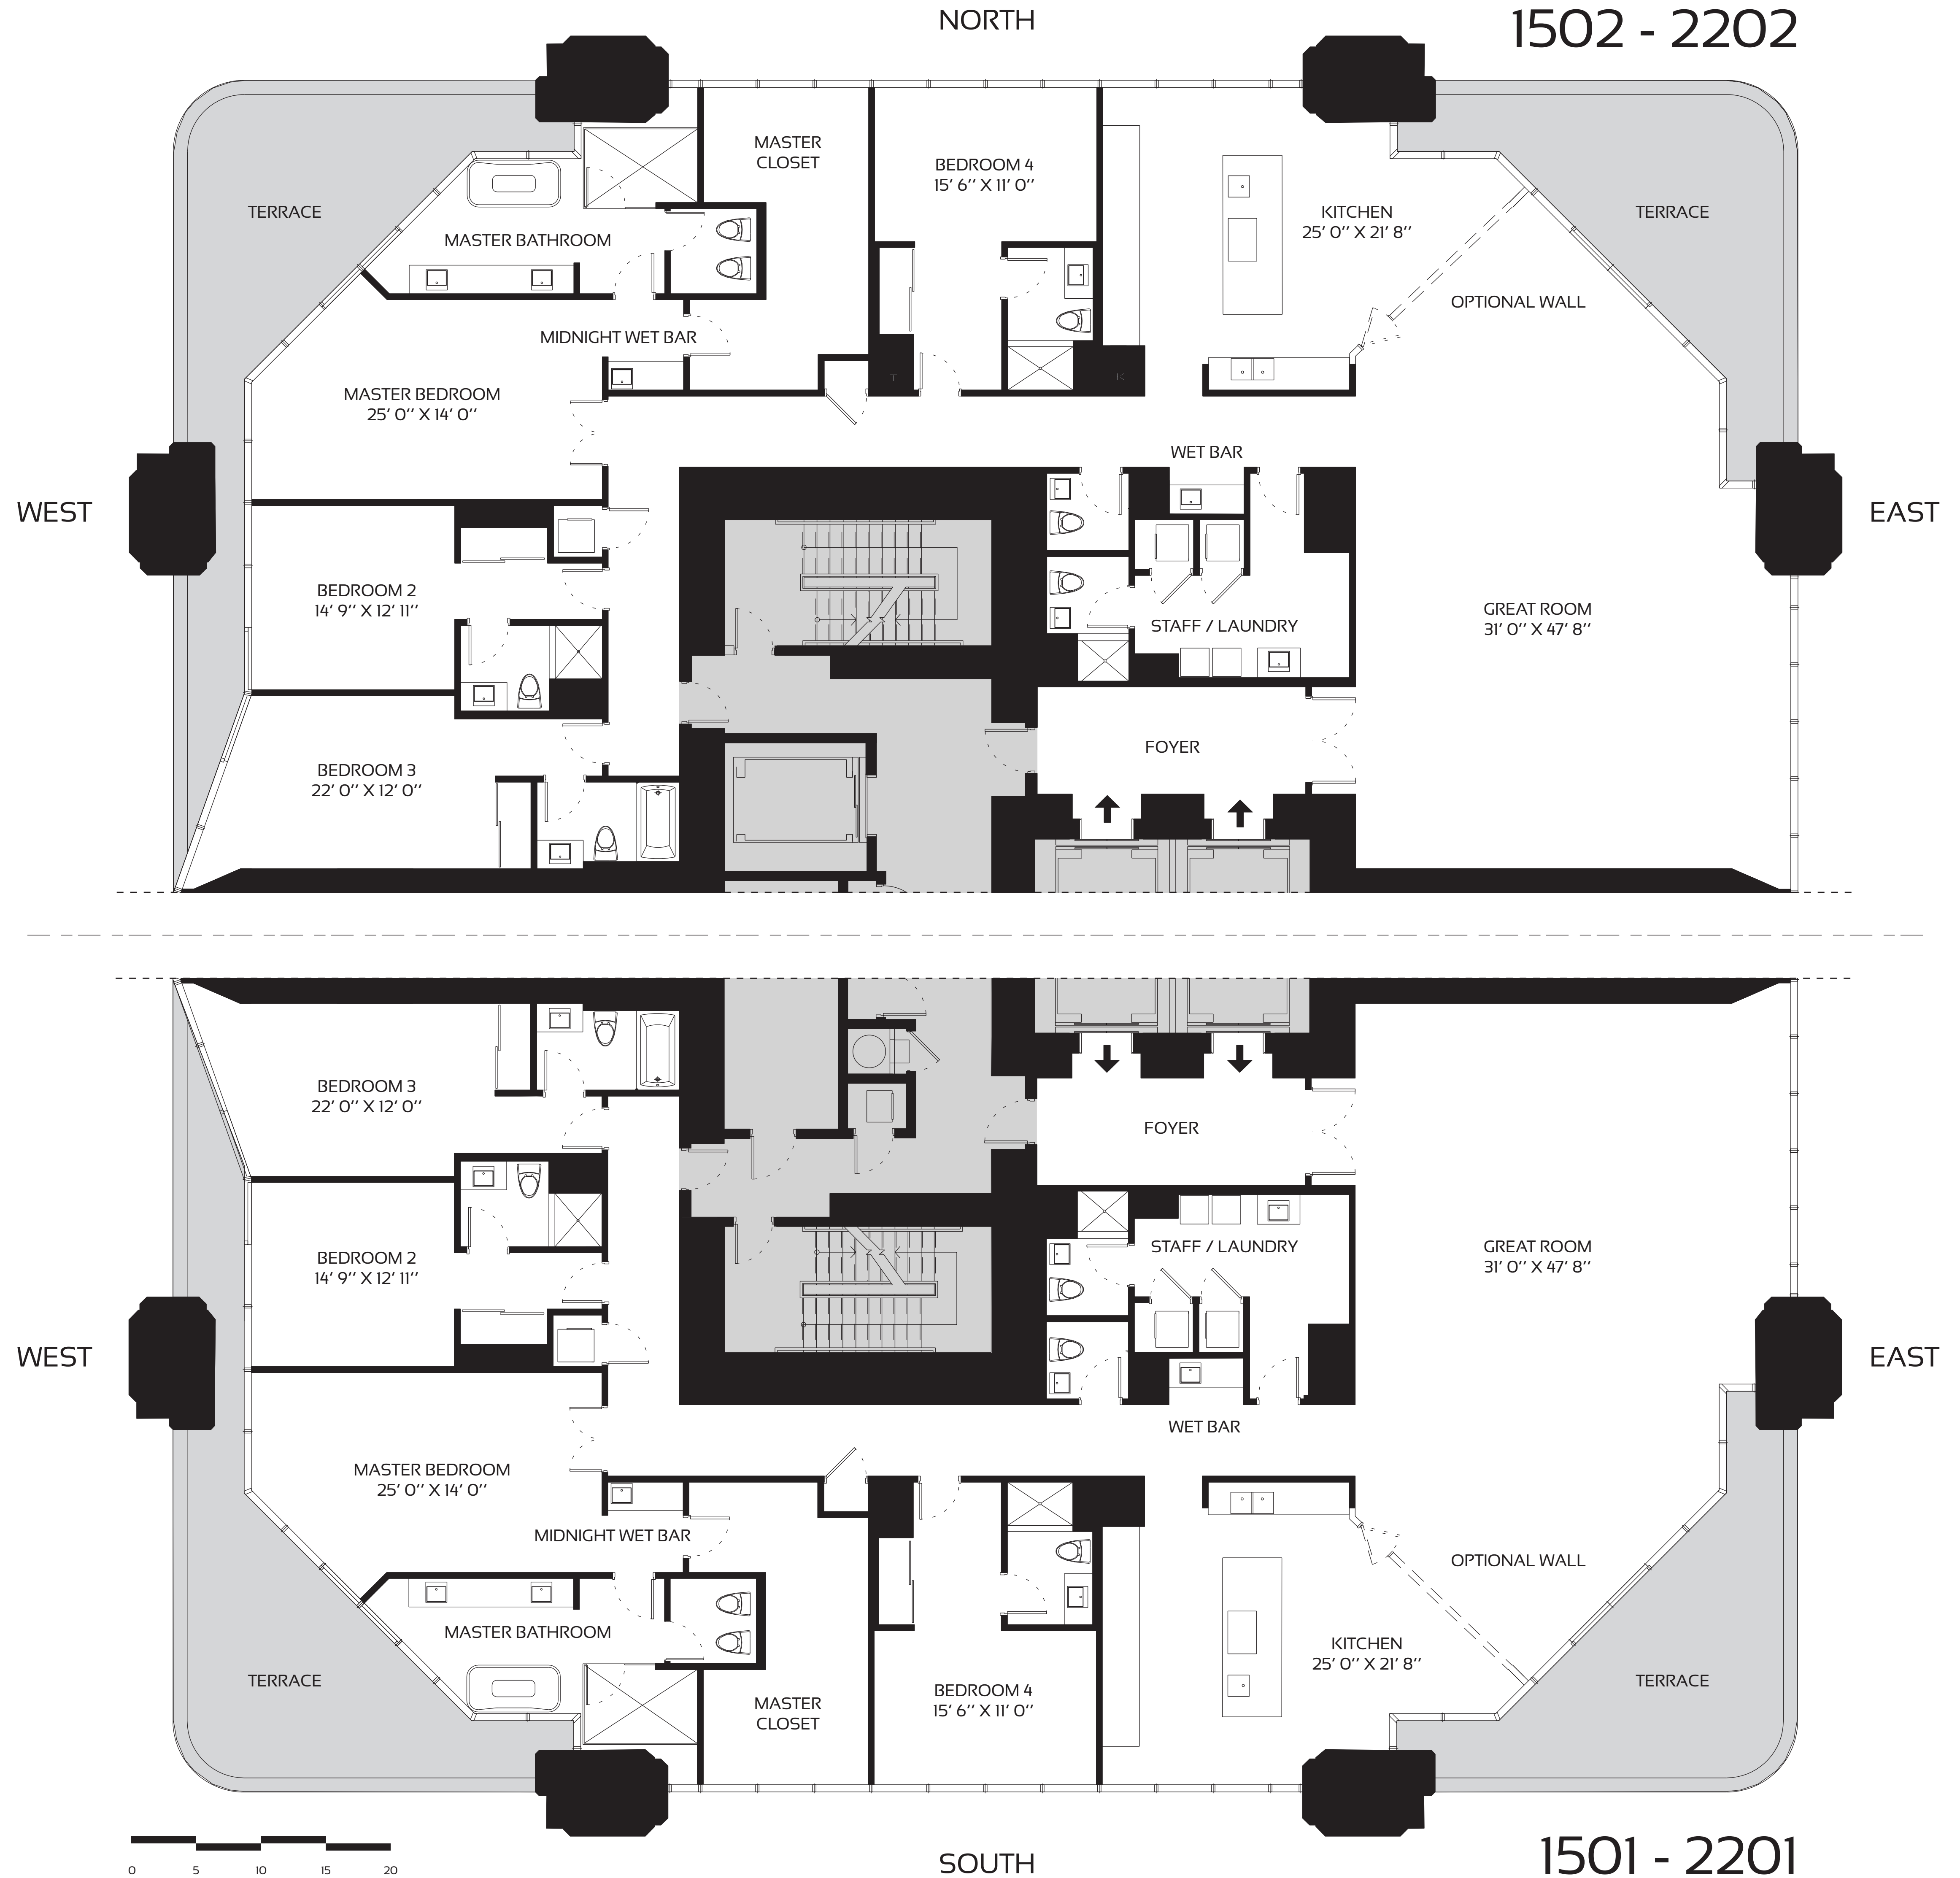 NORTH
1502 - 2202
MASTER
CLOSET
BEDROOM 4
15' 6'' X 11' 0''
TERRACE
MASTER BATHROOM
KITCHEN
25' 0'' X 21' 8''
TERRACE
OPTIONAL WALL
MIDNIGHT WET BAR
MASTER BEDROOM
25' 0'' X 14' 0''
T
K
WET BAR
WEST
EAST
BEDROOM 2
14' 9'' X 12' 11''
STAFF / LAUNDRY
GREAT ROOM
31' 0'' X 47' 8''
FOYER
BEDROOM 3
22' 0'' X 12' 0''
BEDROOM 3
22' 0'' X 12' 0''
FOYER
BEDROOM 2
14' 9'' X 12' 11''
STAFF / LAUNDRY
GREAT ROOM
31' 0'' X 47' 8''
WEST
EAST
WET BAR
MASTER BEDROOM
25' 0'' X 14' 0''
MIDNIGHT WET BAR
OPTIONAL WALL
MASTER BATHROOM
KITCHEN
25' 0'' X 21' 8''
TERRACE
MASTER
CLOSET
BEDROOM 4
15' 6'' X 11' 0''
TERRACE
0 5 10 15 20
SOUTH
1501 - 2201